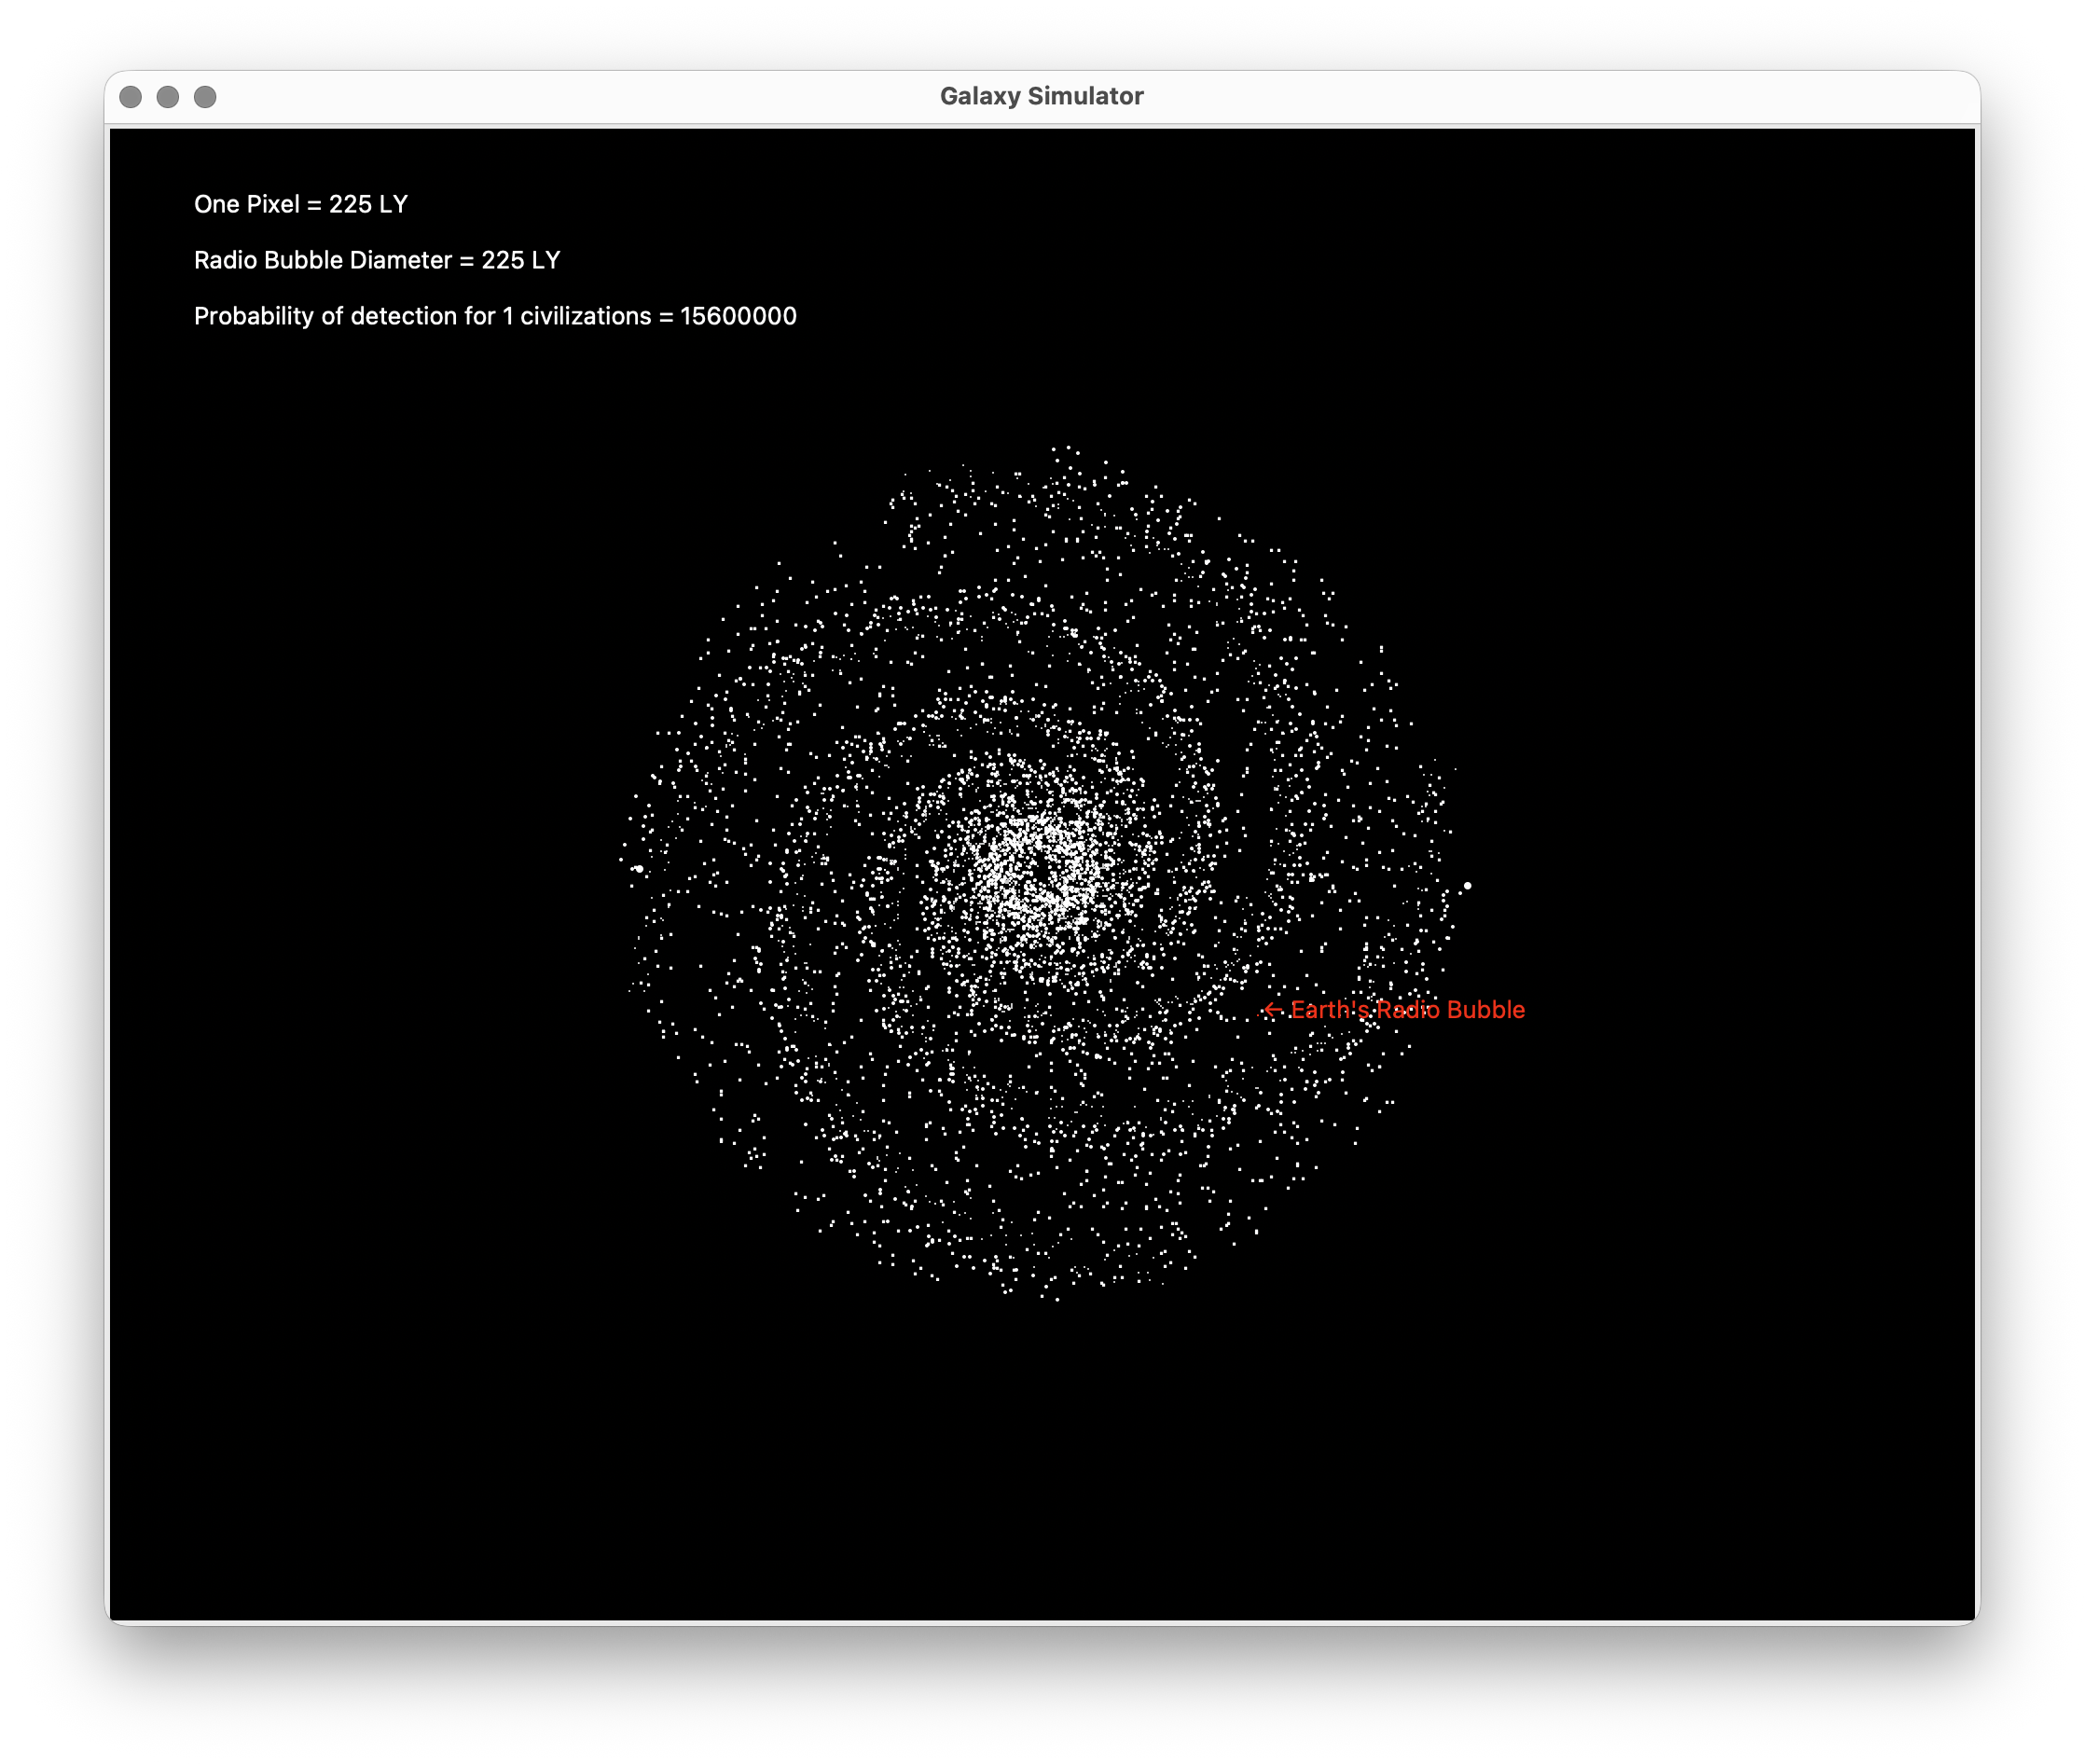 Galaxy Simulator
One Pixel = 225 LY
Radio Bubble Diameter = 225 LY
Probability of detection for 1 civilizations = 15600000
← Earth's Radio Bubble